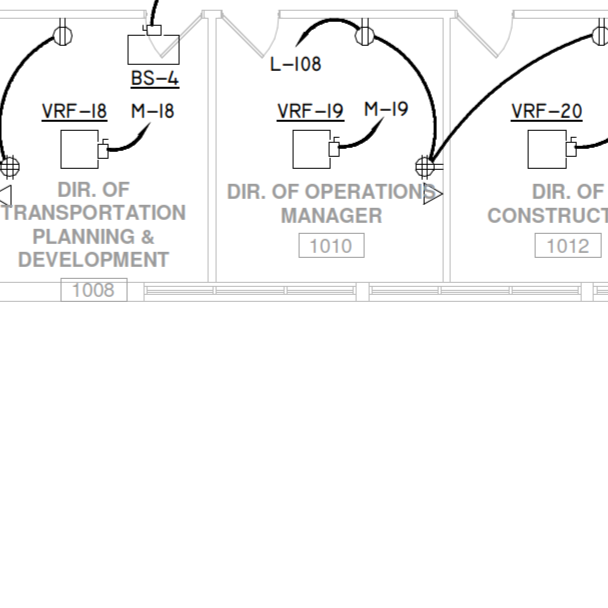 L-108
BS-4
VRF-18
M-18
VRF-19
M-19
VRF-20
DIR. OF
TRANSPORTATION
PLANNING &
DEVELOPMENT
1008
DIR. OF OPERATIONS
MANAGER
1010
DIR. OF
CONSTRUCT
1012